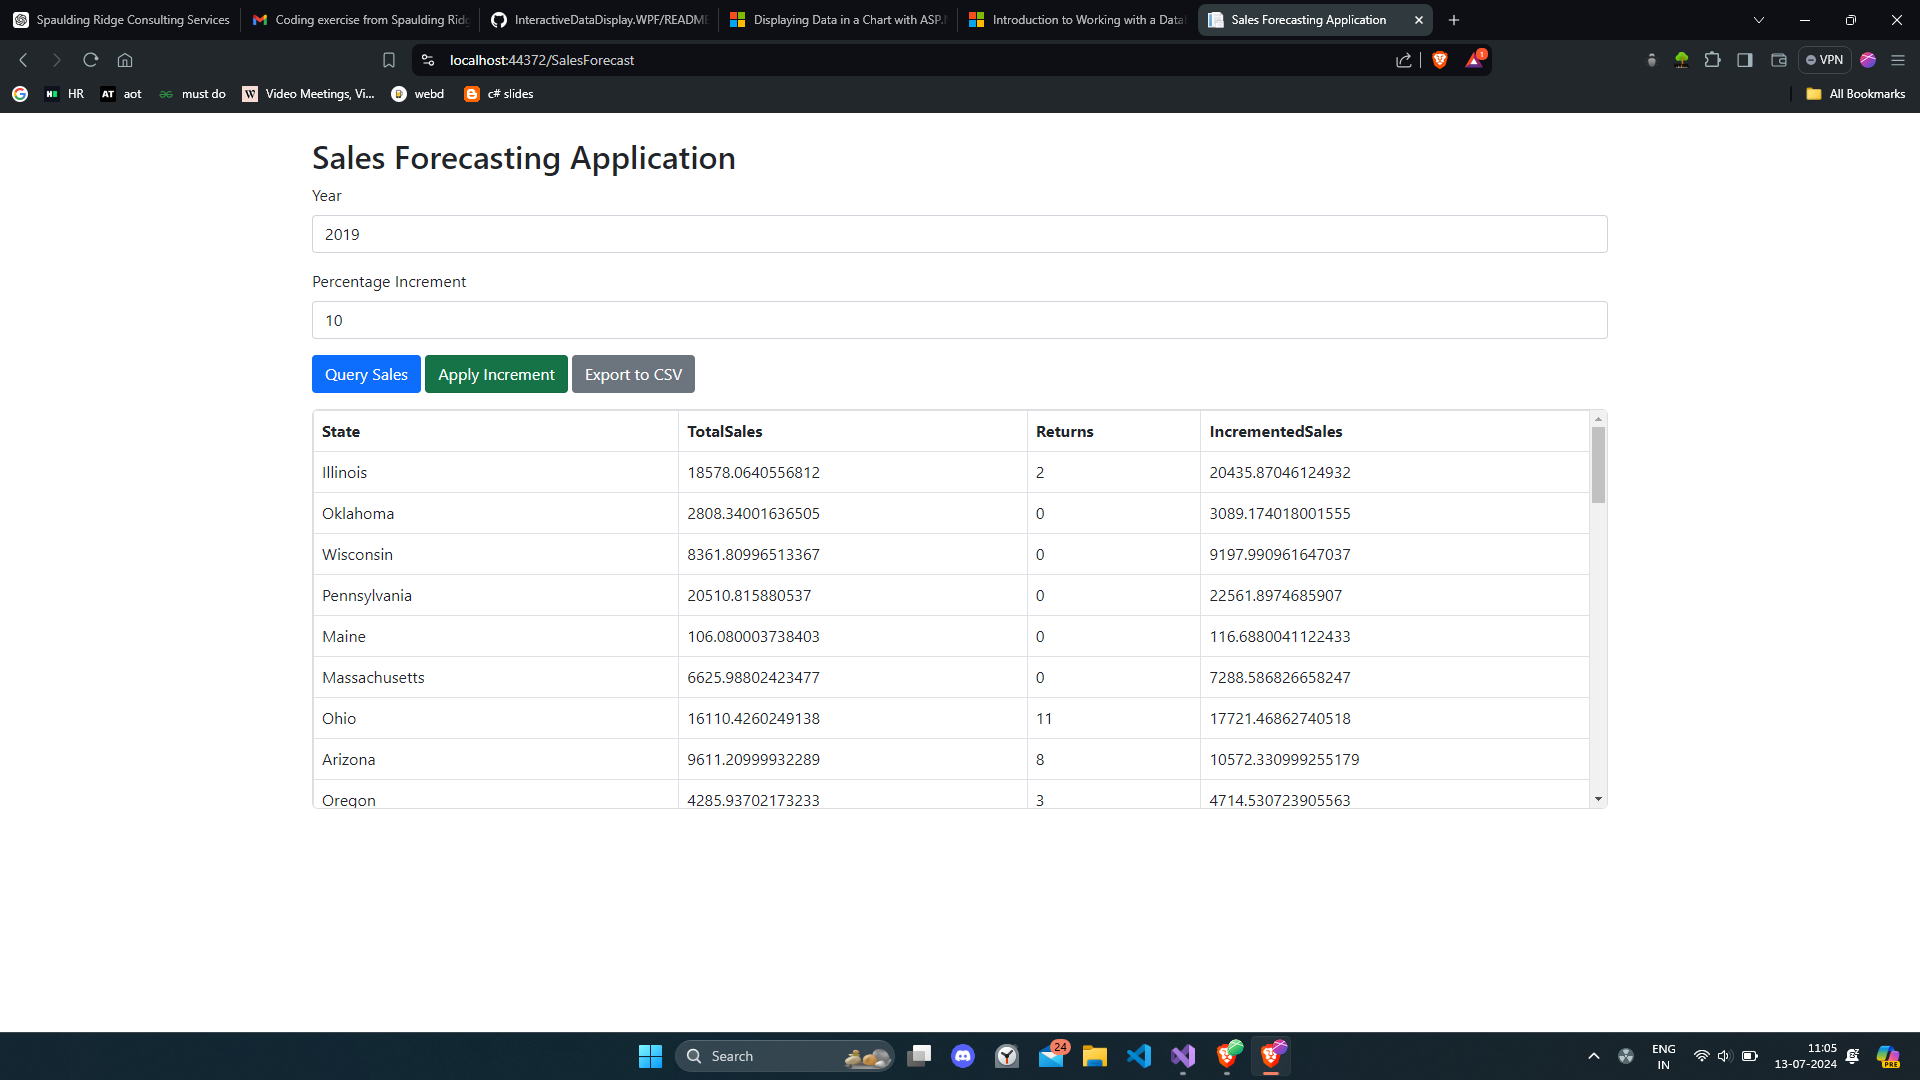 Spaulding Ridge Consulting Services
Coding exercise from Spaulding Ridg
InteractiveDataDisplay.WPF/README
Displaying Data in a Chart with ASP.N
Introduction to Working with a Datab
Sales Forecasting Application
localhost:44372/SalesForecast
1
VPN
HR
AT aot
must do
W Video Meetings, Vi...
webd
c# slides
All Bookmarks
Sales Forecasting Application
Year
2019
Percentage Increment
10
Query Sales Apply Increment Export to CSV
State TotalSales Returns IncrementedSales
Illinois 18578.0640556812 2 20435.87046124932
Oklahoma 2808.34001636505 0 3089.174018001555
Wisconsin 8361.80996513367 0 9197.990961647037
Pennsylvania 20510.815880537 0 22561.8974685907
Maine 106.080003738403 0 116.6880041122433
Massachusetts 6625.98802423477 0 7288.586826658247
Ohio 16110.4260249138 11 17721.46862740518
Arizona 9611.20999932289 8 10572.330999255179
Oregon 4285.93702173233 3 4714.530723905563
Search
24
ENG
IN
11:05
13-07-2024
PRE